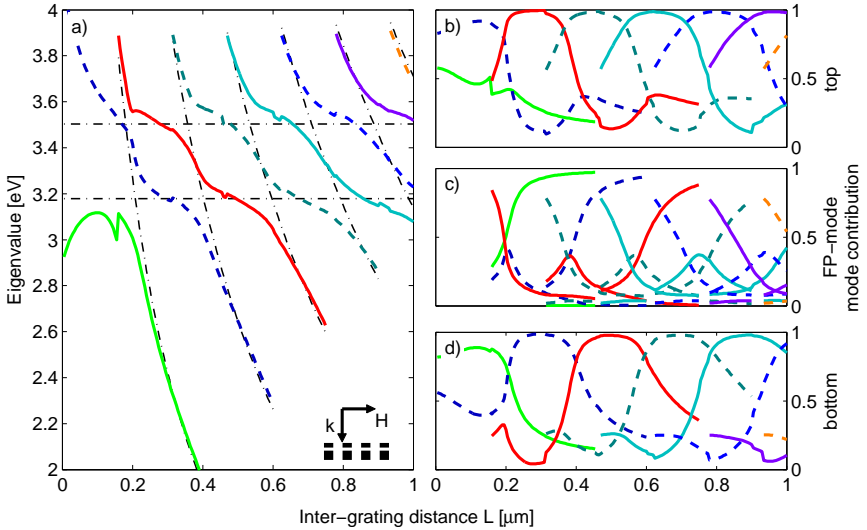 a)
Eigenvalue [eV]
4
3.8
3.6
3.4
3.2
3
2.8
2.6
2.4
2.2
2
0
0.2
0.4
0.6
0.8
1
k
H
b)
1
0.5
0
top
c)
1
0.5
0
FP-mode
mode contribution
d)
1
0.5
0
bottom
0
0.2
0.4
0.6
0.8
1
Inter-grating distance L [μm]